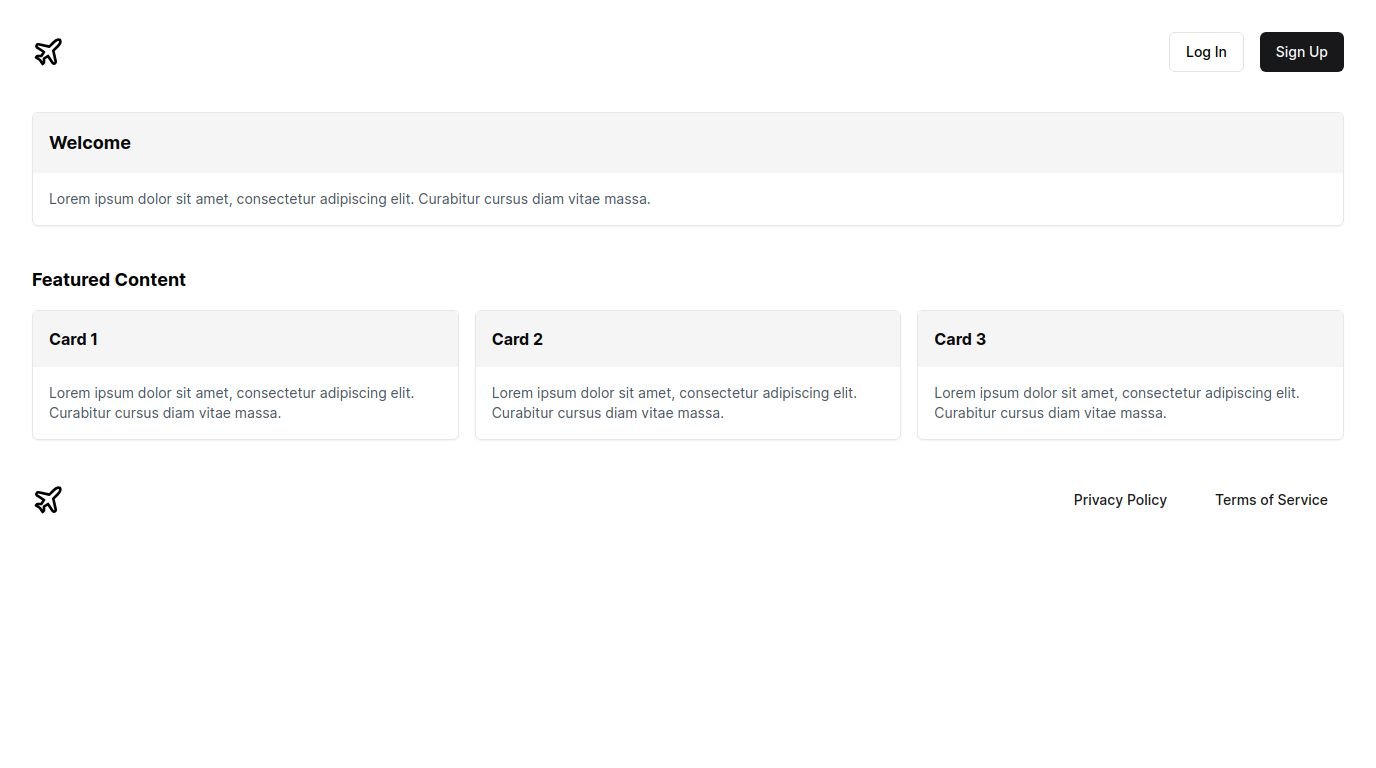 Log In
Sign Up
Welcome
Lorem ipsum dolor sit amet, consectetur adipiscing elit. Curabitur cursus diam vitae massa.
Featured Content
Card 1
Lorem ipsum dolor sit amet, consectetur adipiscing elit.
Curabitur cursus diam vitae massa.
Card 2
Lorem ipsum dolor sit amet, consectetur adipiscing elit.
Curabitur cursus diam vitae massa.
Card 3
Lorem ipsum dolor sit amet, consectetur adipiscing elit.
Curabitur cursus diam vitae massa.
Privacy Policy
Terms of Service